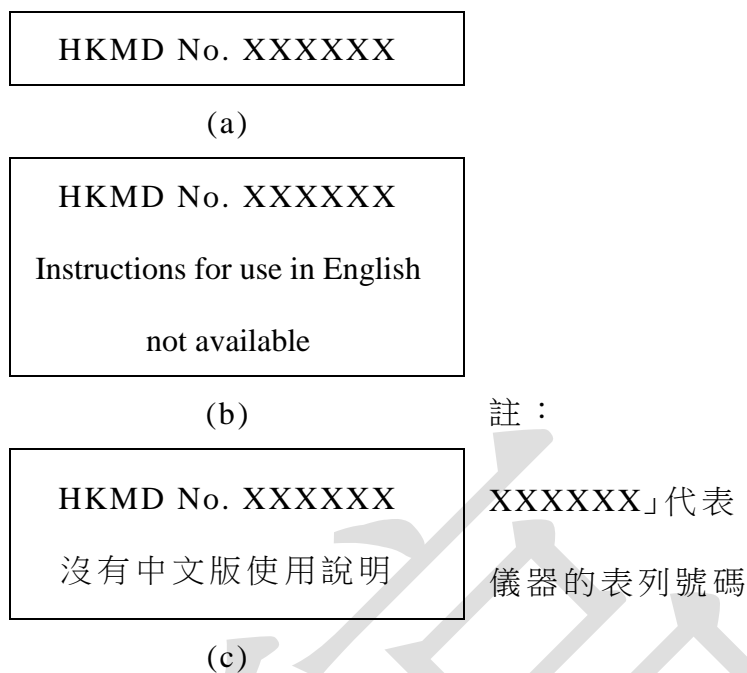 HKMD No. XXXXXX
(a)
HKMD No. XXXXXX
Instructions for use in English
not available
(b)
註：
HKMD No. XXXXXX
沒有中文版使用說明
XXXXXX」代表
儀器的表列號碼
(c)